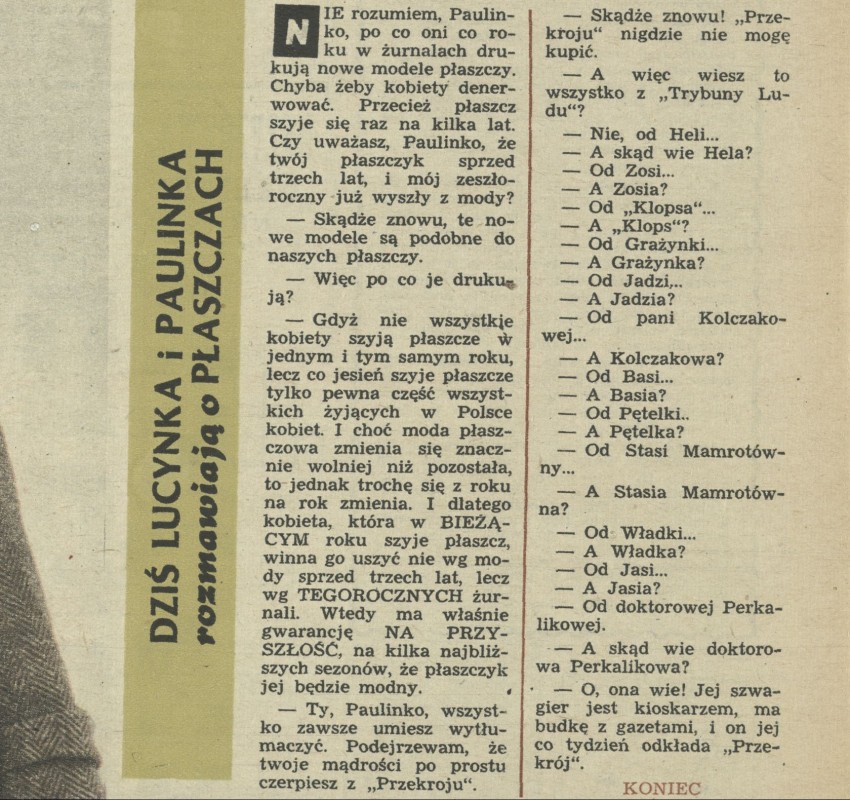 DZIŚ LUCYNKA i PAULINKA
rozmawiają o PŁASZCZACH
NIE rozumiem, Paulin-
ko, po co oni co ro-
ku w żurnalach dru-
kują nowe modele płaszczy.
Chyba żeby kobiety dener-
wować. Przecież płaszcz
szyje się raz na kilka lat.
Czy uważasz, Paulinko, że
twój płaszczyk sprzed
trzech lat, i mój zeszło-
roczny już wyszły z mody?
— Skądże znowu, te no-
we modele są podobne do
naszych płaszczy.
— Więc po co je druku-
ją?
— Gdyż nie wszystkie
kobiety szyją płaszcze w
jednym i tym samym roku,
lecz co jesień szyje płaszcze
tylko pewna część wszyst-
kich żyjących w Polsce
kobiet. I choć moda płasz-
czowa zmienia się znacz-
nie wolniej niż pozostała,
to jednak trochę się z roku
na rok zmienia. I dlatego
kobieta, która w BIEŻĄ-
CYM roku szyje płaszcz,
winna go uszyć nie wg mo-
dy sprzed trzech lat, lecz
wg TEGOROCZNYCH żur-
nali. Wtedy ma właśnie
gwarancję NA PRZY-
SZŁOŚĆ, na kilka najbliż-
szych sezonów, że płaszczyk
jej będzie modny.
— Ty, Paulinko, wszyst-
ko zawsze umiesz wytłu-
maczyć. Podejrzewam, że
twoje mądrości po prostu
czerpiesz z „Przekroju“.
— Skądże znowu! „Prze-
kroju“ nigdzie nie mogę
kupić.
— A więc wiesz to
wszystko z „Trybuny Lu-
du“?
— Nie, od Heli...
— A skąd wie Hela?
— Od Zosi...
— A Zosia?
— Od „Klopsa“...
— A „Klops“?
— Od Grażynki...
— A Grażynka?
— Od Jadzi,..
— A Jadzia?
— Od pani Kolczako-
wej...
— A Kolczakowa?
— Od Basi...
— A Basia?
— Od Pętelki..
— A Pętelka?
— Od Stasi Mamrotów-
ny...
— A Stasia Mamrotów-
na?
— Od Władki...
— A Władka?
— Od Jasi...
— A Jasia?
— Od doktorowej Perka-
likowej.
— A skąd wie doktoro-
wa Perkalikowa?
— O, ona wie! Jej szwa-
gier jest kioskarzem, ma
budkę z gazetami, i on jej
co tydzień odkłada „Prze-
krój“.
KONIEC